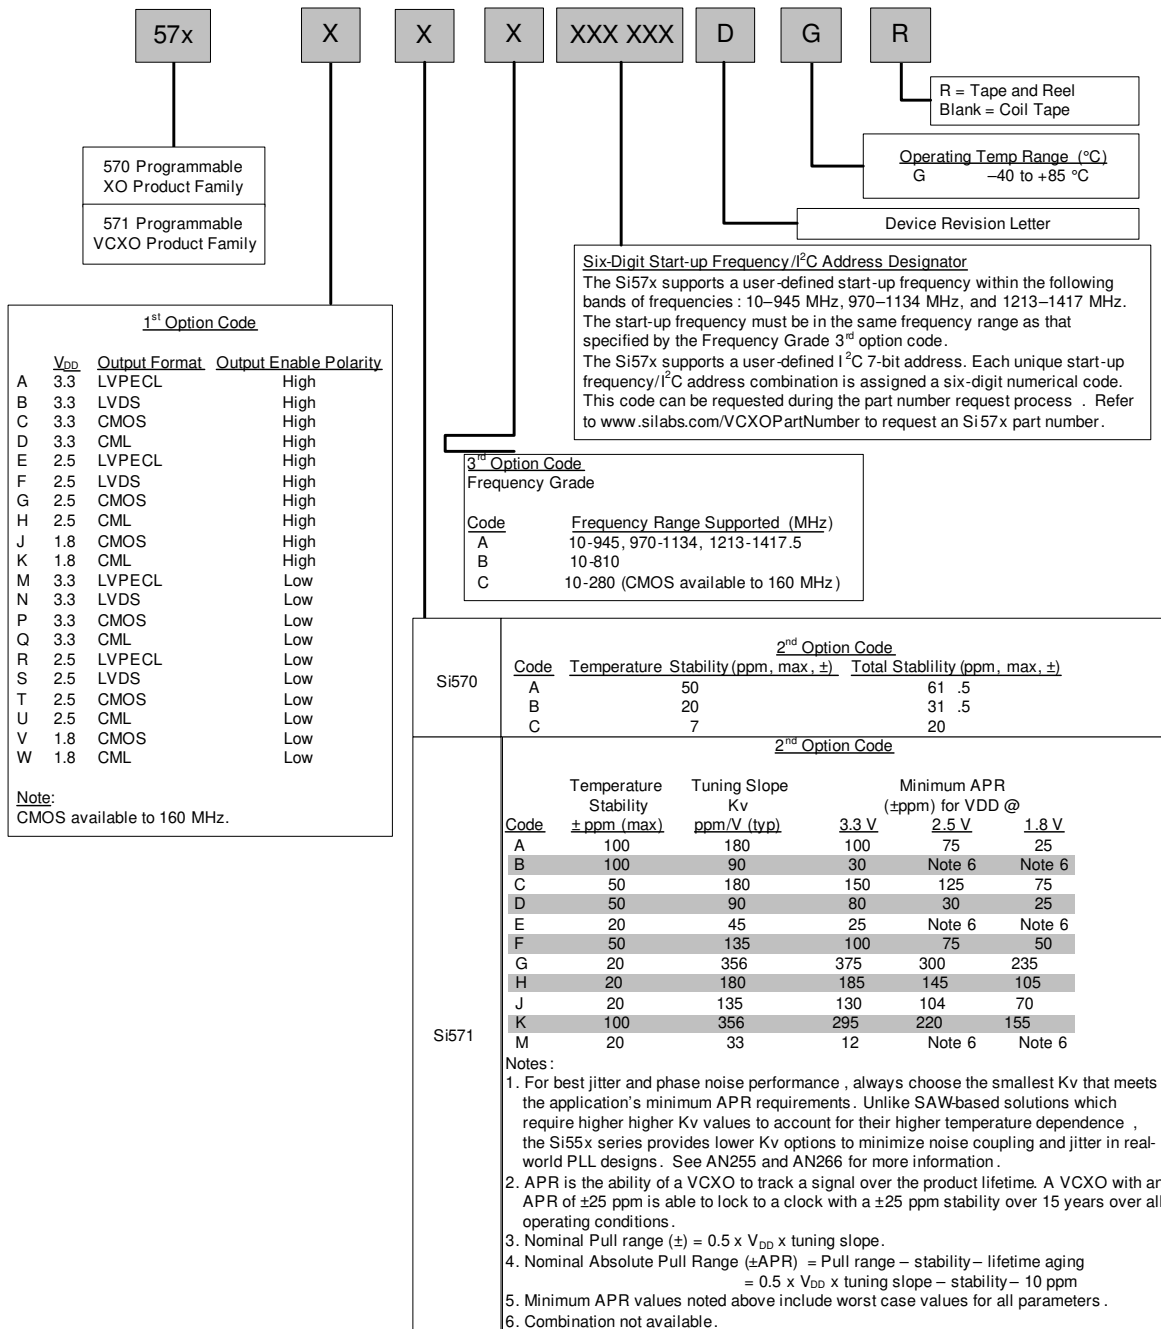 57x X X X XXX XXX D G R
R = Tape and Reel
Blank = Coil Tape
Operating Temp Range (°C)
G –40 to +85 °C
Device Revision Letter
570 Programmable
XO Product Family
571 Programmable
VCXO Product Family
Six-Digit Start-up Frequency/I²C Address Designator
The Si57x supports a user-defined start-up frequency within the following
bands of frequencies: 10–945 MHz, 970–1134 MHz, and 1213–1417 MHz.
The start-up frequency must be in the same frequency range as that
specified by the Frequency Grade 3rd option code.
The Si57x supports a user-defined I²C 7-bit address. Each unique start-up
frequency/I²C address combination is assigned a six-digit numerical code.
This code can be requested during the part number request process . Refer
to www.silabs.com/VCXOPartNumber to request an Si57x part number.
1st Option Code
VDD Output Format Output Enable Polarity
A 3.3 LVPECL High
B 3.3 LVDS High
C 3.3 CMOS High
D 3.3 CML High
E 2.5 LVPECL High
F 2.5 LVDS High
G 2.5 CMOS High
H 2.5 CML High
J 1.8 CMOS High
K 1.8 CML High
M 3.3 LVPECL Low
N 3.3 LVDS Low
P 3.3 CMOS Low
Q 3.3 CML Low
R 2.5 LVPECL Low
S 2.5 LVDS Low
T 2.5 CMOS Low
U 2.5 CML Low
V 1.8 CMOS Low
W 1.8 CML Low
Note:
CMOS available to 160 MHz.
3rd Option Code
Frequency Grade
Code Frequency Range Supported (MHz)
A 10-945, 970-1134, 1213-1417.5
B 10-810
C 10-280 (CMOS available to 160 MHz)
Si570
2nd Option Code
Code Temperature Stability (ppm, max, ±) Total Stablility (ppm, max, ±)
A 50 61 .5
B 20 31 .5
C 7 20
Si571
2nd Option Code
Temperature Tuning Slope Minimum APR
Stability Kv (±ppm) for VDD @
Code ± ppm (max) ppm/V (typ) 3.3 V 2.5 V 1.8 V
A 100 180 100 75 25
B 100 90 30 Note 6 Note 6
C 50 180 150 125 75
D 50 90 80 30 25
E 20 45 25 Note 6 Note 6
F 50 135 100 75 50
G 20 356 375 300 235
H 20 180 185 145 105
J 20 135 130 104 70
K 100 356 295 220 155
M 20 33 12 Note 6 Note 6
Notes:
1. For best jitter and phase noise performance , always choose the smallest Kv that meets
the application's minimum APR requirements. Unlike SAW-based solutions which
require higher higher Kv values to account for their higher temperature dependence ,
the Si55x series provides lower Kv options to minimize noise coupling and jitter in real-
world PLL designs. See AN255 and AN266 for more information.
2. APR is the ability of a VCXO to track a signal over the product lifetime. A VCXO with an
APR of ±25 ppm is able to lock to a clock with a ±25 ppm stability over 15 years over all
operating conditions.
3. Nominal Pull range (±) = 0.5 x VDD x tuning slope.
4. Nominal Absolute Pull Range (±APR) = Pull range – stability – lifetime aging
= 0.5 x VDD x tuning slope – stability – 10 ppm
5. Minimum APR values noted above include worst case values for all parameters.
6. Combination not available.